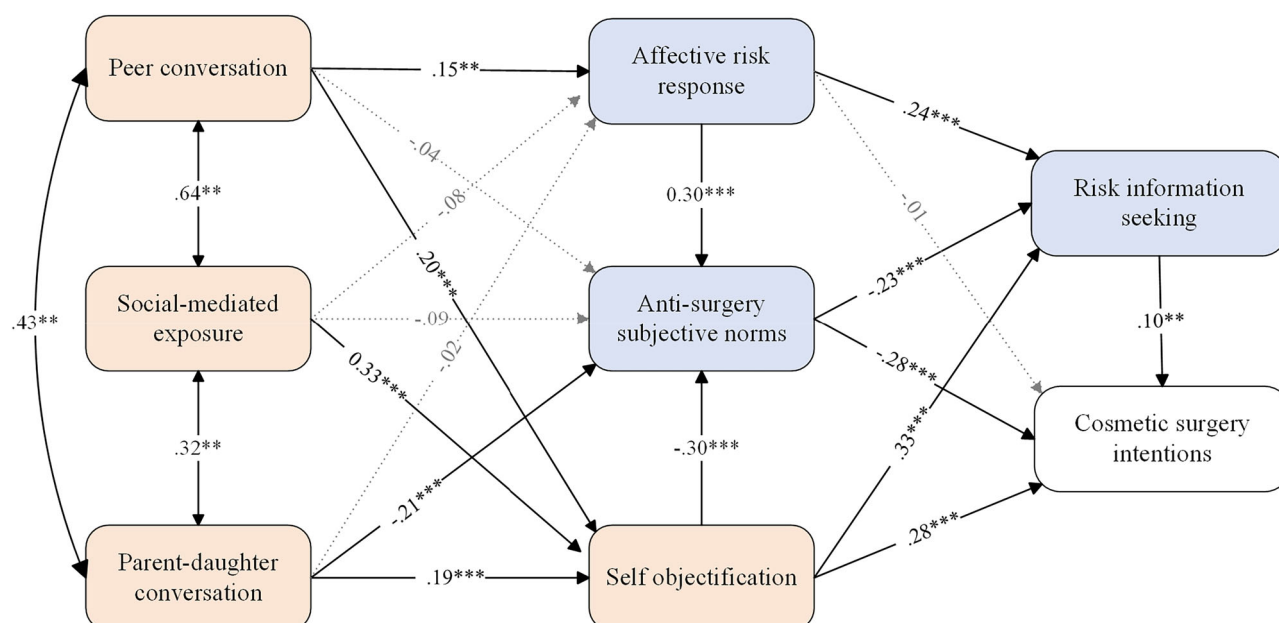 Peer conversation
Affective risk
response
.15**
.24***
-.04
-.08
-.01
.64**
0.30***
Risk information
seeking
.20***
-.23***
Social-mediated
exposure
Anti-surgery
subjective norms
.43**
-.09
.10**
-.02
0.33***
-.28***
.32**
-.30***
.33***
Cosmetic surgery
intentions
-.21***
.28***
Parent-daughter
conversation
.19***
Self objectification